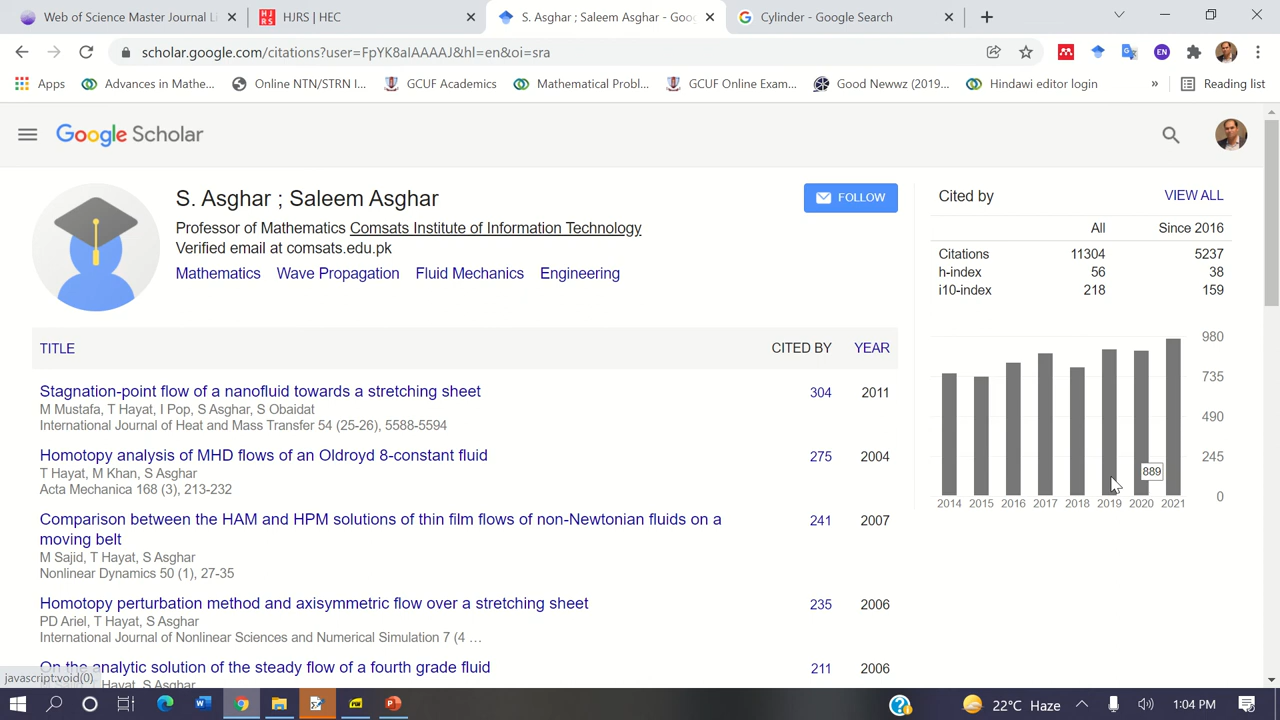 Web of Science Master Journal Li
HJRS | HEC
S. Asghar ; Saleem Asghar - Goo
Cylinder - Google Search
scholar.google.com/citations?user=FpYK8aIAAAAJ&hl=en&oi=sra
EN
Apps
Advances in Mathe...
Online NTN/STRN I...
GCUF Academics
Mathematical Probl...
GCUF Online Exam...
Good Newwz (2019...
Hindawi editor login
»
Reading list
Google Scholar
S. Asghar ; Saleem Asghar
FOLLOW
Professor of Mathematics Comsats Institute of Information Technology
Verified email at comsats.edu.pk
Mathematics Wave Propagation Fluid Mechanics Engineering
Cited by VIEW ALL
All Since 2016
Citations 11304 5237
h-index 56 38
i10-index 218 159
980
735
490
245
0
889
2014 2015 2016 2017 2018 2019 2020 2021
TITLE CITED BY YEAR
Stagnation-point flow of a nanofluid towards a stretching sheet 304 2011
M Mustafa, T Hayat, I Pop, S Asghar, S Obaidat
International Journal of Heat and Mass Transfer 54 (25-26), 5588-5594
Homotopy analysis of MHD flows of an Oldroyd 8-constant fluid 275 2004
T Hayat, M Khan, S Asghar
Acta Mechanica 168 (3), 213-232
Comparison between the HAM and HPM solutions of thin film flows of non-Newtonian fluids on a 241 2007
moving belt
M Sajid, T Hayat, S Asghar
Nonlinear Dynamics 50 (1), 27-35
Homotopy perturbation method and axisymmetric flow over a stretching sheet 235 2006
PD Ariel, T Hayat, S Asghar
International Journal of Nonlinear Sciences and Numerical Simulation 7 (4 …
On the analytic solution of the steady flow of a fourth grade fluid 211 2006
Hayat, S Asghar
javascript:void(0)
22°C Haze
1:04 PM